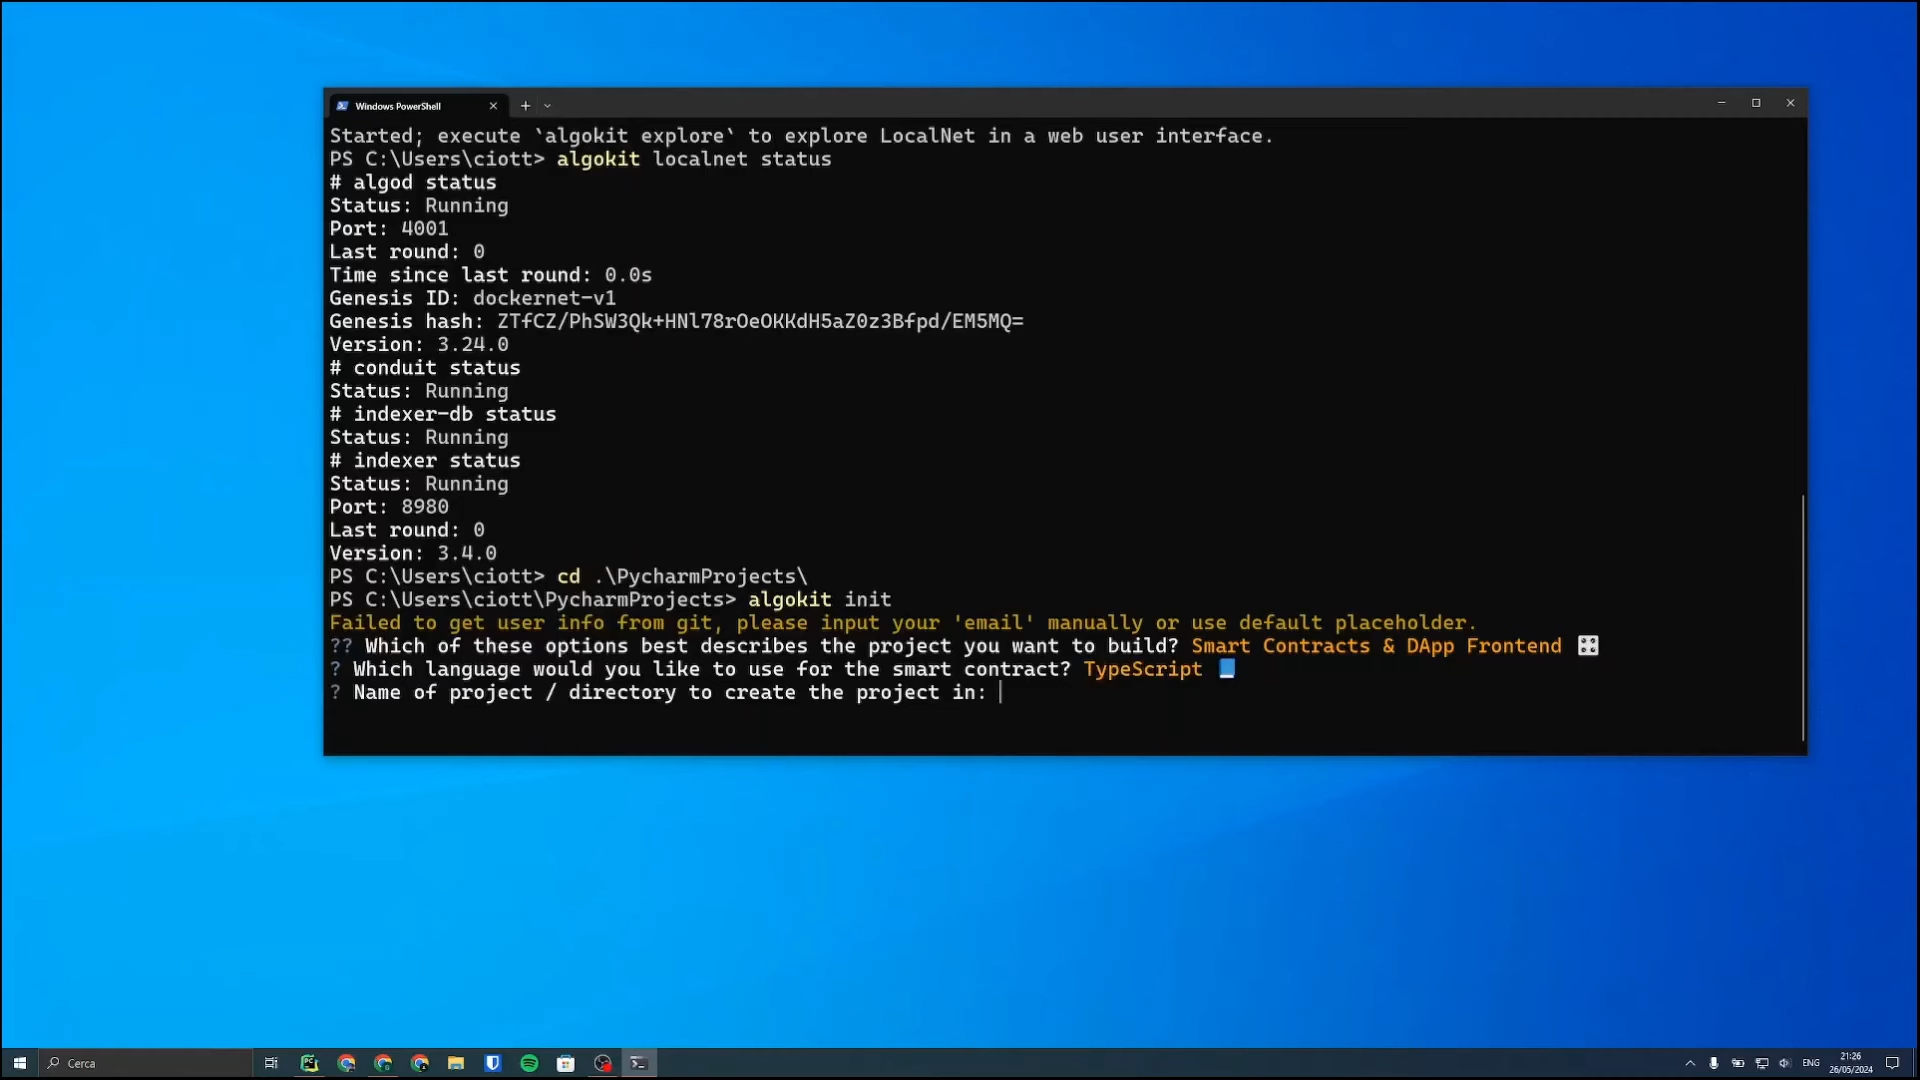 Windows PowerShell
Started; execute `algokit explore` to explore LocalNet in a web user interface.
PS C:\Users\ciott> algokit localnet status
# algod status
Status: Running
Port: 4001
Last round: 0
Time since last round: 0.0s
Genesis ID: dockernet-v1
Genesis hash: ZTfCZ/PhSW3Qk+HNl78rOeOKKdH5aZ0z3Bfpd/EM5MQ=
Version: 3.24.0
# conduit status
Status: Running
# indexer-db status
Status: Running
# indexer status
Status: Running
Port: 8980
Last round: 0
Version: 3.4.0
PS C:\Users\ciott> cd .\PycharmProjects\
PS C:\Users\ciott\PycharmProjects> algokit init
Failed to get user info from git, please input your 'email' manually or use default placeholder.
?? Which of these options best describes the project you want to build? Smart Contracts & DApp Frontend
? Which language would you like to use for the smart contract? TypeScript
? Name of project / directory to create the project in:
Cerca
ENG
21:26
26/05/2024